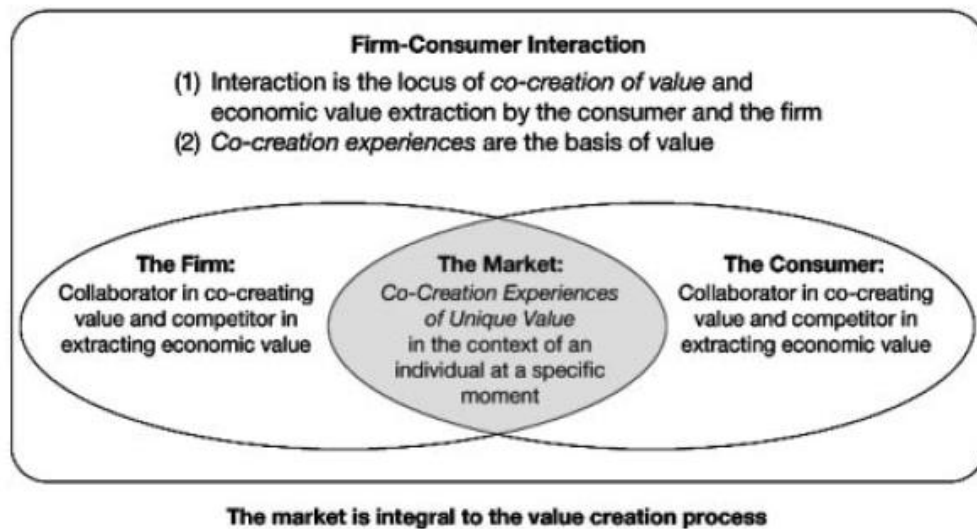 Firm-Consumer Interaction
(1) Interaction is the locus of co-creation of value and
economic value extraction by the consumer and the firm
(2) Co-creation experiences are the basis of value
The Firm:
Collaborator in co-creating
value and competitor in
extracting economic value
The Market:
Co-Creation Experiences
of Unique Value
in the context of an
individual at a specific
moment
The Consumer:
Collaborator in co-creating
value and competitor in
extracting economic value
The market is integral to the value creation process